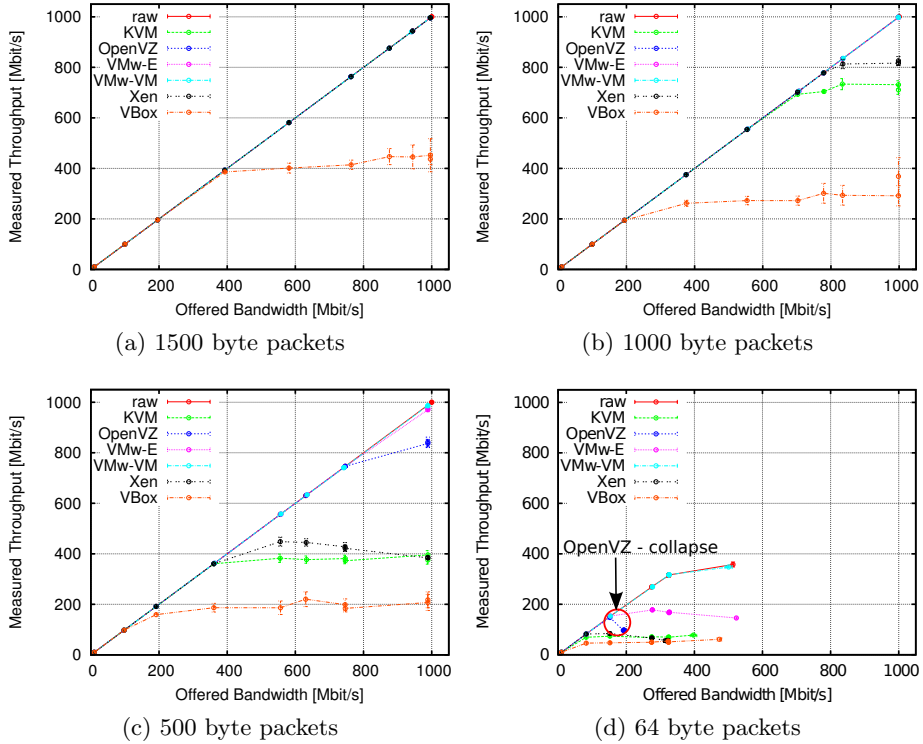 Measured Throughput [Mbit/s]
1000
800
600
400
200
0
raw
KVM
OpenVZ
VMw-E
VMw-VM
Xen
VBox
0 200 400 600 800 1000
Offered Bandwidth [Mbit/s]
(a) 1500 byte packets
Measured Throughput [Mbit/s]
1000
800
600
400
200
0
raw
KVM
OpenVZ
VMw-E
VMw-VM
Xen
VBox
0 200 400 600 800 1000
Offered Bandwidth [Mbit/s]
(b) 1000 byte packets
Measured Throughput [Mbit/s]
1000
800
600
400
200
0
raw
KVM
OpenVZ
VMw-E
VMw-VM
Xen
VBox
0 200 400 600 800 1000
Offered Bandwidth [Mbit/s]
(c) 500 byte packets
Measured Throughput [Mbit/s]
1000
800
600
400
200
0
raw
KVM
OpenVZ
VMw-E
VMw-VM
Xen
VBox
OpenVZ - collapse
0 200 400 600 800 1000
Offered Bandwidth [Mbit/s]
(d) 64 byte packets